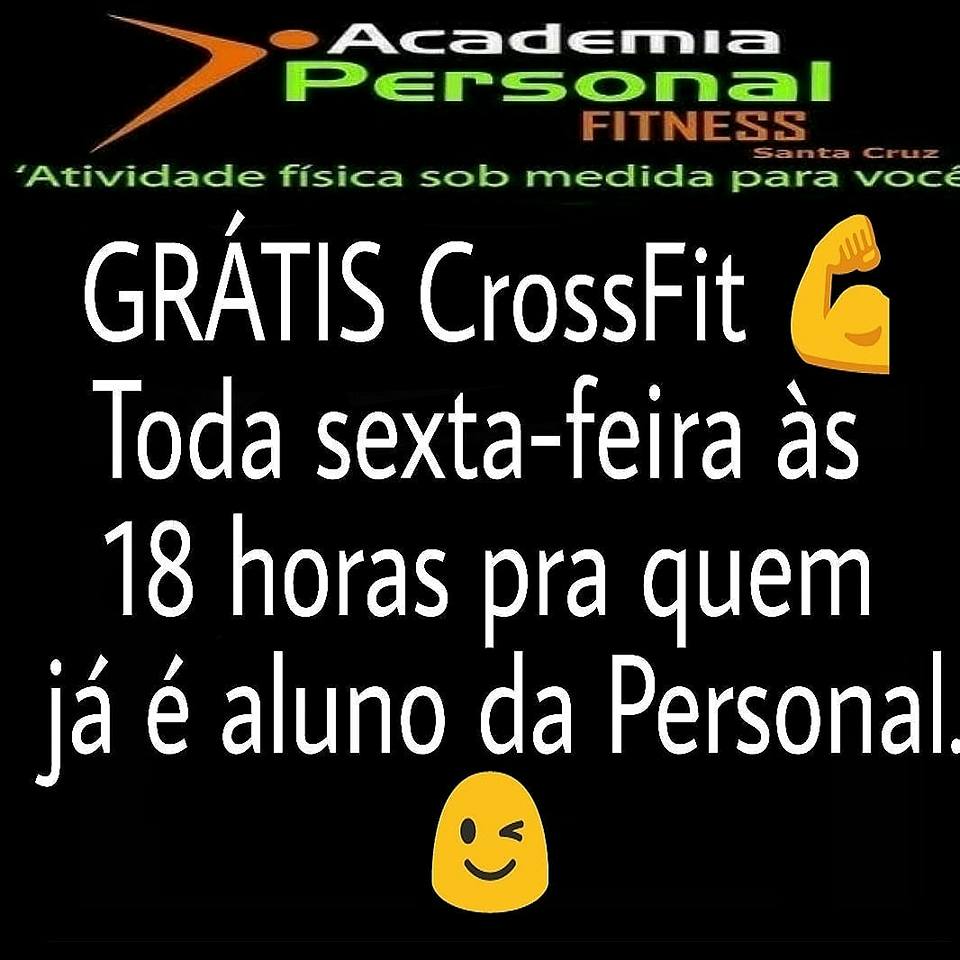 Academia
Personal
FITNESS
Santa Cruz
'Atividade física sob medida para você
GRÁTIS CrossFit 💪
Toda sexta-feira às
18 horas pra quem
já é aluno da Personal.
😉